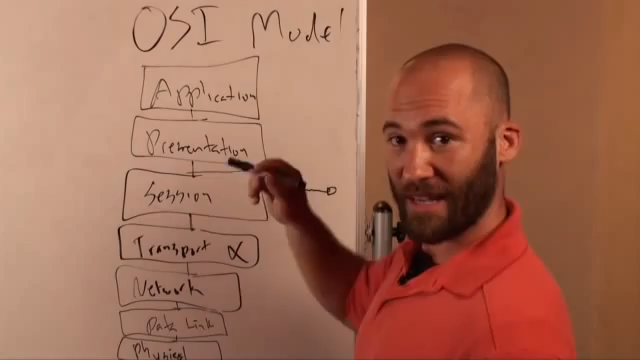 OSI Model
Application
Presentation
Session
Transport α
Network
Data Link
Physical